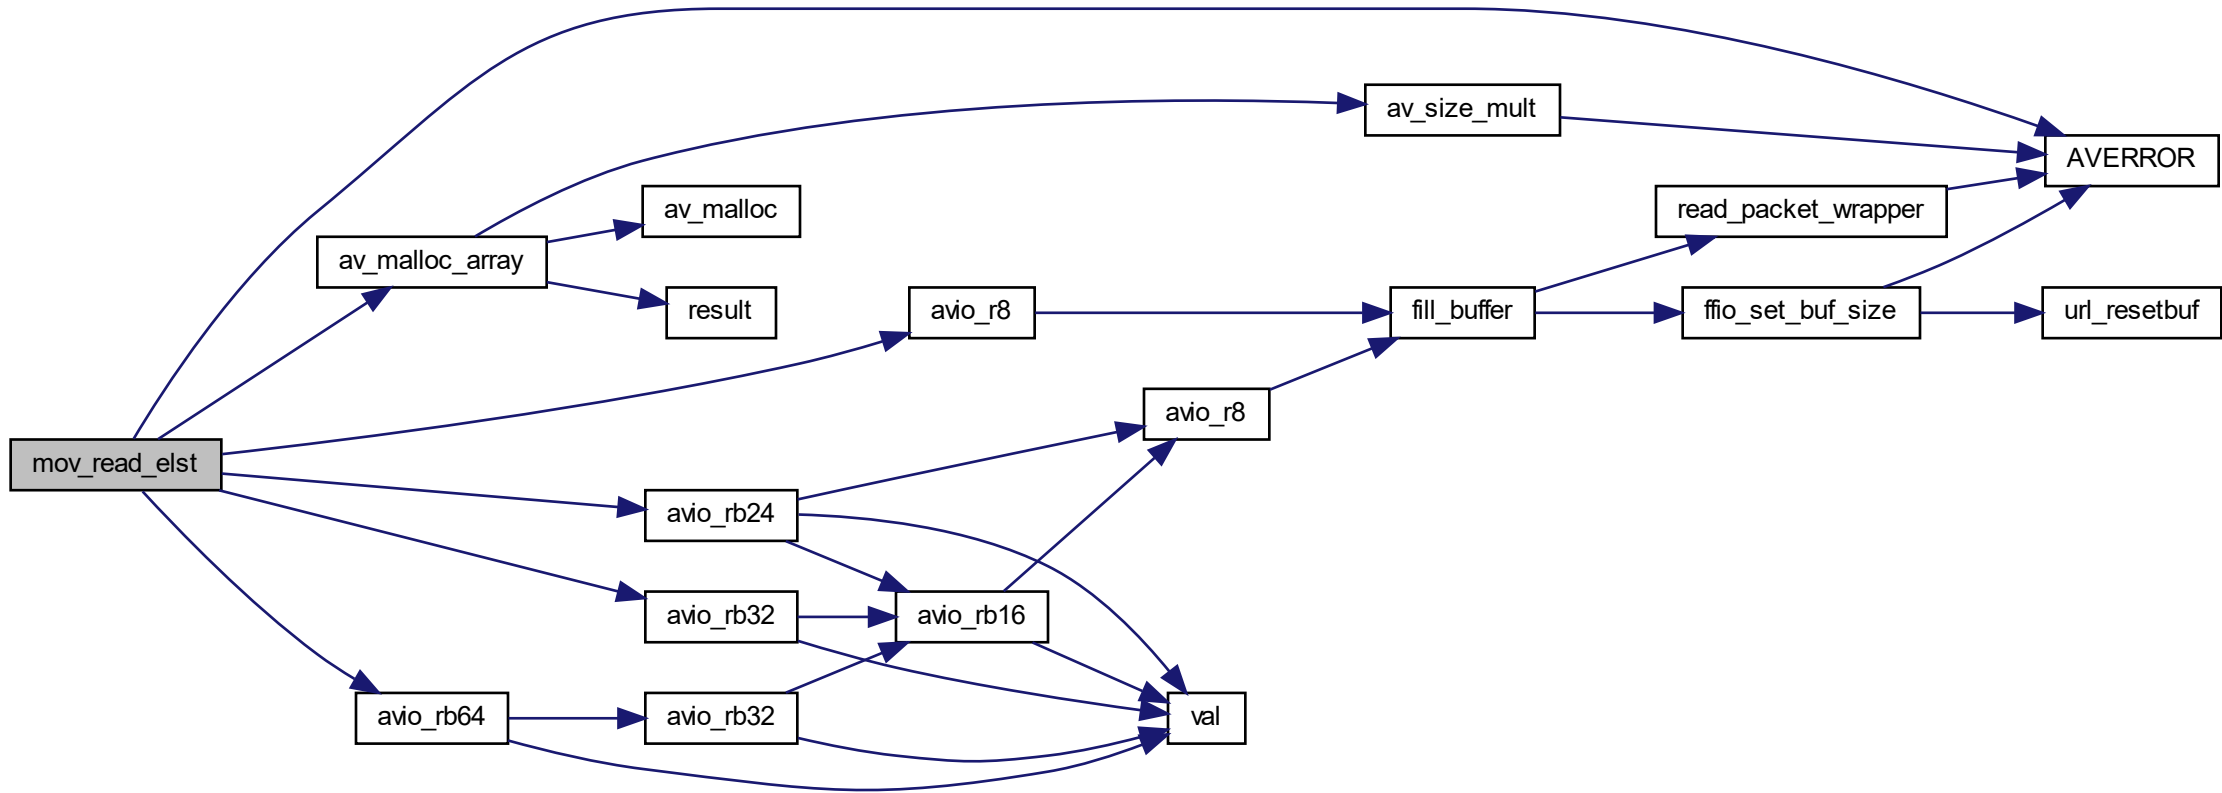 av_size_mult
AVERROR
av_malloc
read_packet_wrapper
av_malloc_array
result
avio_r8
fill_buffer
ffio_set_buf_size
url_resetbuf
avio_r8
mov_read_elst
avio_rb24
avio_rb32
avio_rb16
avio_rb64
avio_rb32
val